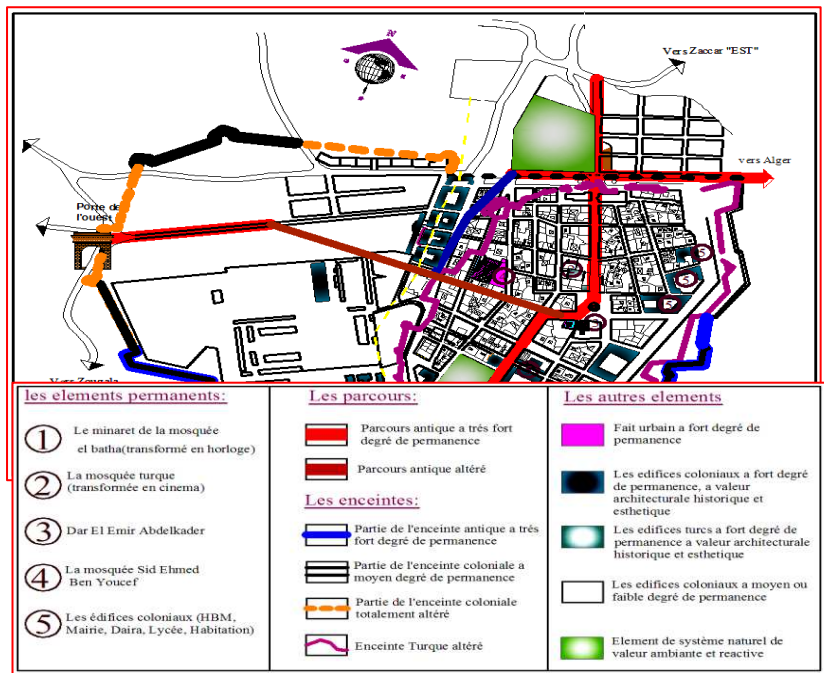 N
Vers Zaccar "EST"
vers Alger
Porte de
l'ouest
5
5
5
les elements permanents:
1
Le minaret de la mosquée
el batha(transformé en horloge)
2
La mosquée turque
(transformée en cinema)
3
Dar El Emir Abdelkader
4
La mosquée Sid Ehmed
Ben Youcef
5
Les édifices coloniaux (HBM,
Mairie, Daira, Lycée, Habitation)
Les parcours:
Parcours antique a trés fort
degré de permanence
Parcours antique altéré
Les enceintes:
Partie de l'enceinte antique a trés
fort degré de permanence
Partie de l'enceinte coloniale a
moyen degré de permanence
Partie de l'enceinte coloniale
totalement altéré
Enceinte Turque altéré
Les autres elements
Fait urbain a fort degré de
permanence
Les edifices coloniaux a fort degré
de permanence, a valeur
architecturale historique et
esthetique
Les edifices turcs a fort degré de
permanence a valeur architecturale
historique et esthetique
Les edifices coloniaux a moyen ou
faible degré de permanence
Element de système naturel de
valeur ambiante et reactive